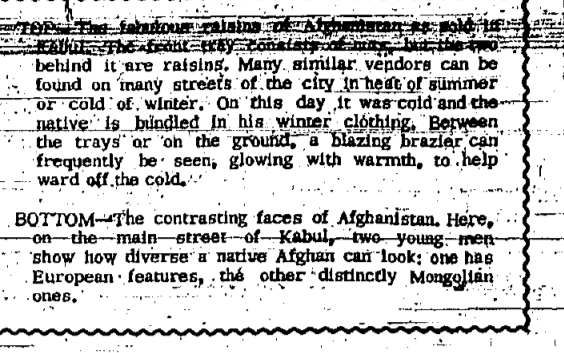 TOP—The fabulous raisins of Afghanistan as sold in
Kabul. The front tray consists of nuts, but the two
behind it are raisins. Many similar vendors can be
found on many streets of the city in heat of summer
or cold of winter. On this day it was cold and the
native is bundled in his winter clothing. Between
the trays or on the ground, a blazing brazier can
frequently be seen, glowing with warmth, to help
ward off the cold.
BOTTOM—The contrasting faces of Afghanistan. Here,
on the main street of Kabul, two young men
show how diverse a native Afghan can look: one has
European features, the other distinctly Mongolian
ones.